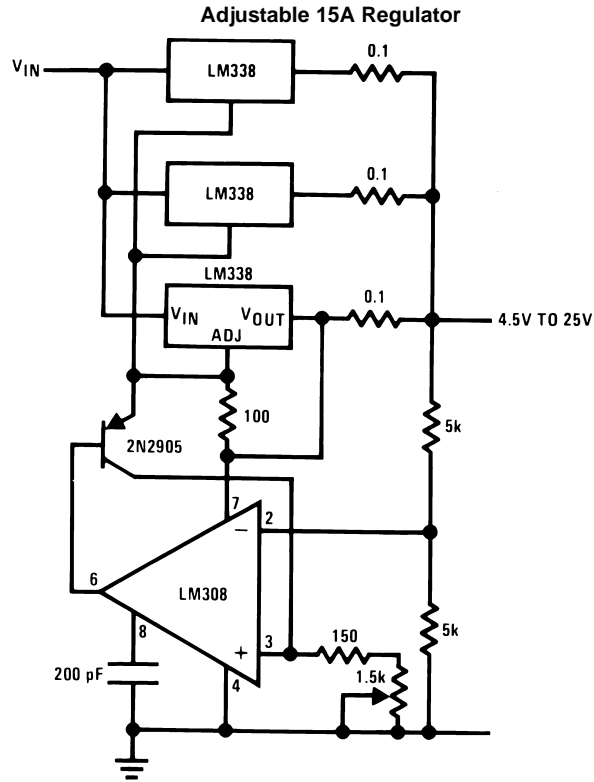 Adjustable 15A Regulator
0.1
VIN
LM338
0.1
LM338
LM338
0.1
VIN
VOUT
4.5V TO 25V
ADJ
100
5k
2N2905
7
2
−
6
LM308
8
5k
+
3
150
200 pF
4
1.5k